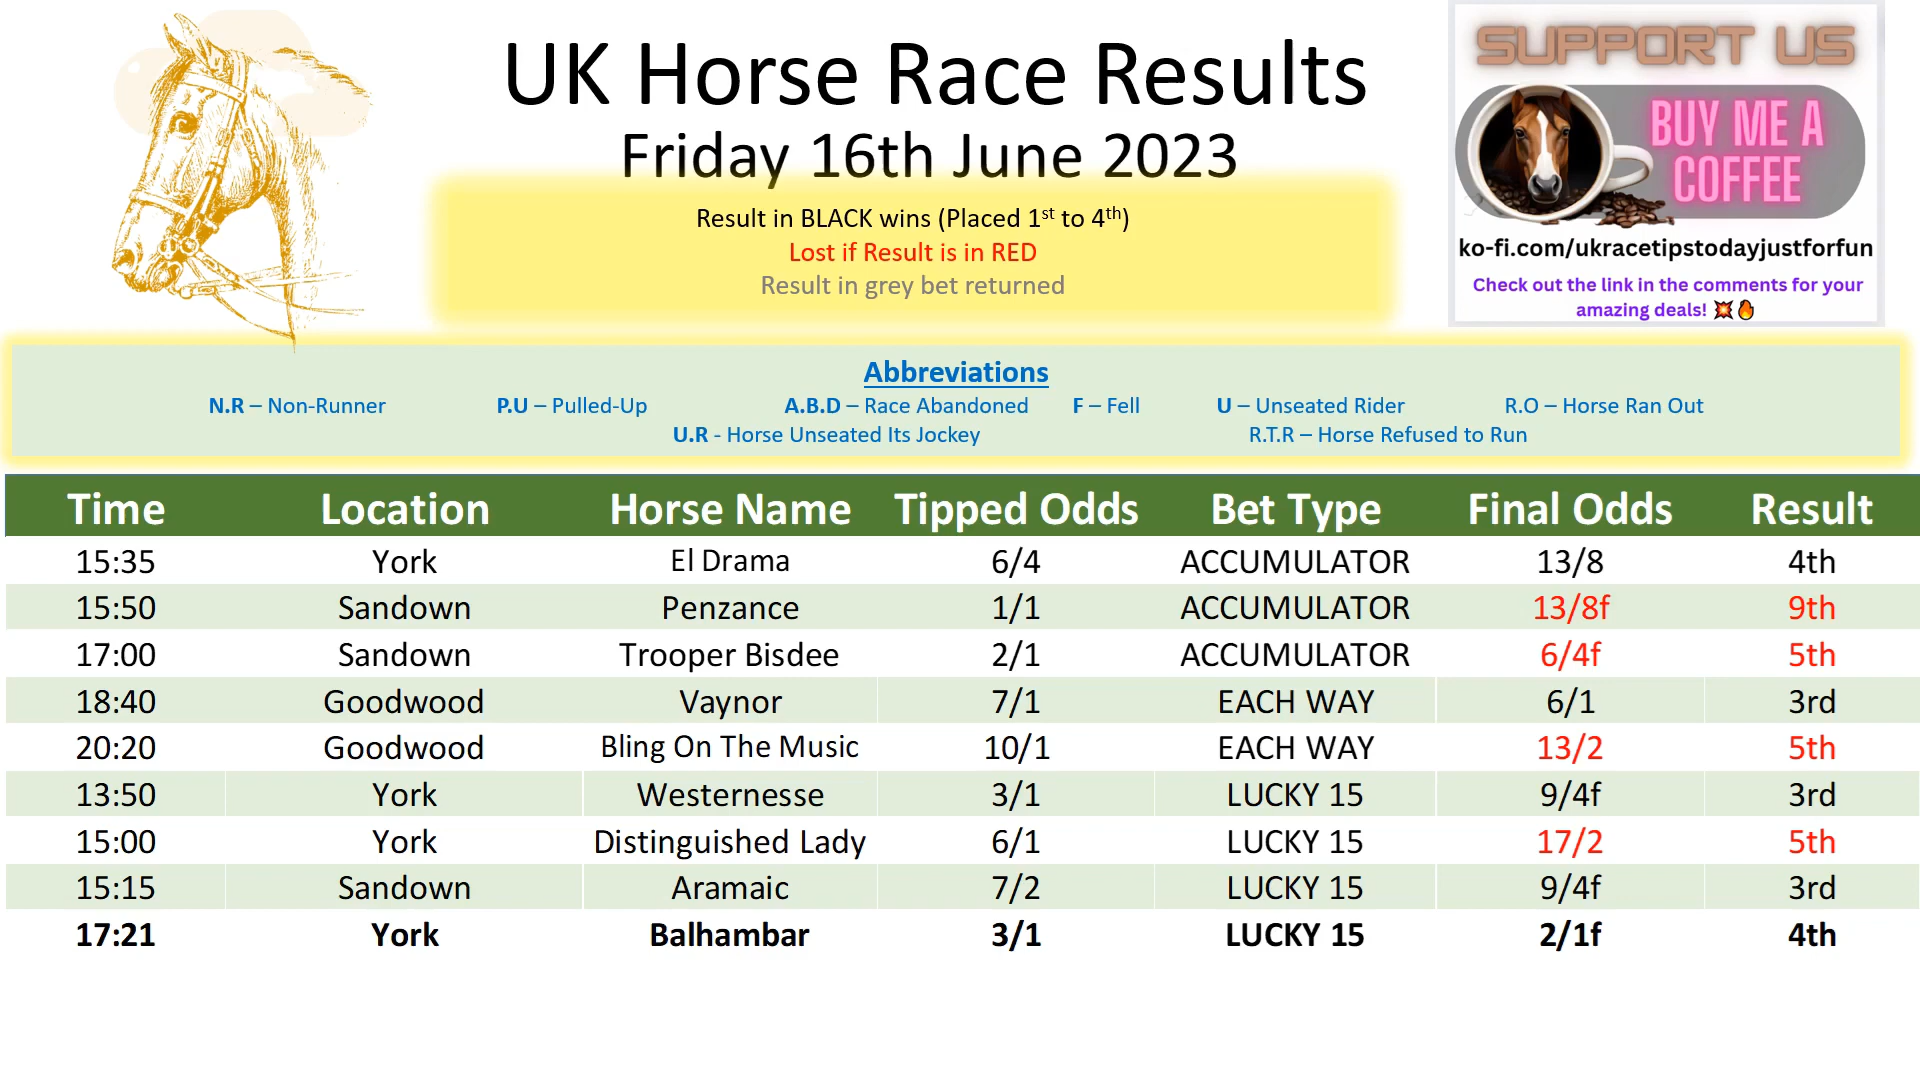 UK Horse Race Results
Friday 16th June 2023
Result in BLACK wins (Placed 1st to 4th)
Lost if Result is in RED
Result in grey bet returned
SUPPORT US
BUY ME A
COFFEE
ko-fi.com/ukracetipstodayjustforfun
Check out the link in the comments for your
amazing deals! 💥🔥
Abbreviations
N.R – Non-Runner P.U – Pulled-Up A.B.D – Race Abandoned F – Fell U – Unseated Rider R.O – Horse Ran Out
U.R - Horse Unseated Its Jockey R.T.R – Horse Refused to Run
Time Location Horse Name Tipped Odds Bet Type Final Odds Result
15:35 York El Drama 6/4 ACCUMULATOR 13/8 4th
15:50 Sandown Penzance 1/1 ACCUMULATOR 13/8f 9th
17:00 Sandown Trooper Bisdee 2/1 ACCUMULATOR 6/4f 5th
18:40 Goodwood Vaynor 7/1 EACH WAY 6/1 3rd
20:20 Goodwood Bling On The Music 10/1 EACH WAY 13/2 5th
13:50 York Westernesse 3/1 LUCKY 15 9/4f 3rd
15:00 York Distinguished Lady 6/1 LUCKY 15 17/2 5th
15:15 Sandown Aramaic 7/2 LUCKY 15 9/4f 3rd
17:21 York Balhambar 3/1 LUCKY 15 2/1f 4th